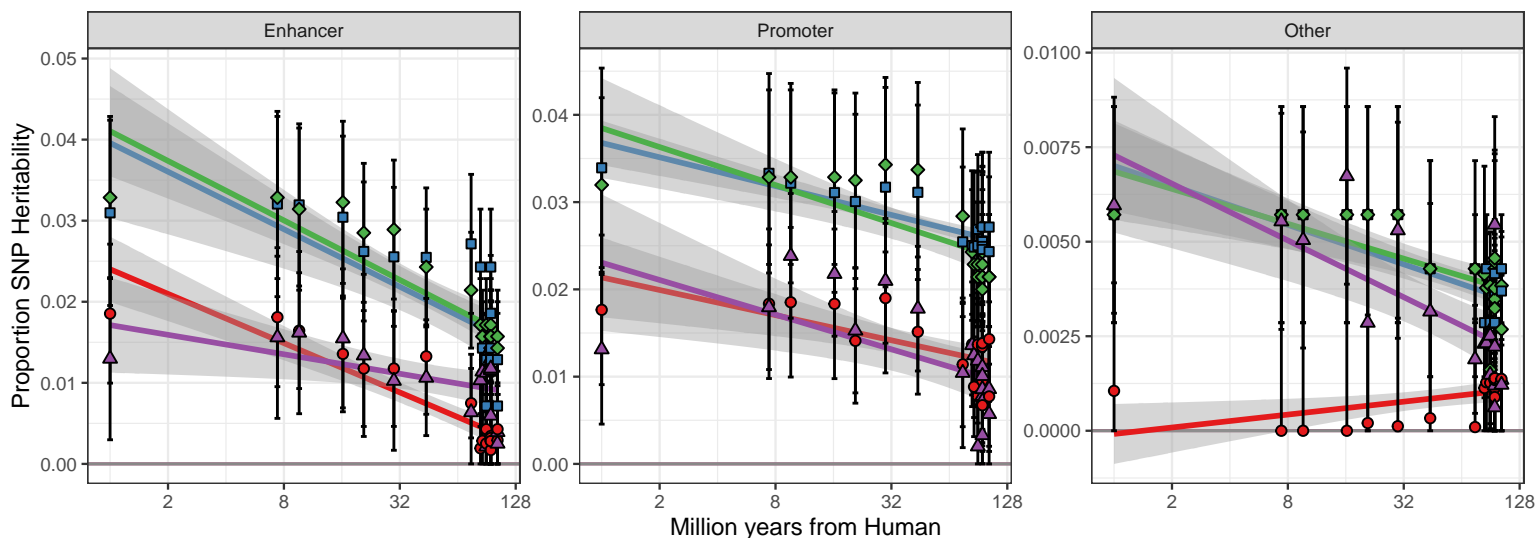 Enhancer
Promoter
Other
Proportion SNP Heritability
0.05
0.04
0.03
0.02
0.01
0.00
2 8 32 128
0.04
0.03
0.02
0.01
0.00
2 8 32 128
0.0100
0.0075
0.0050
0.0025
0.0000
2 8 32 128
Million years from Human